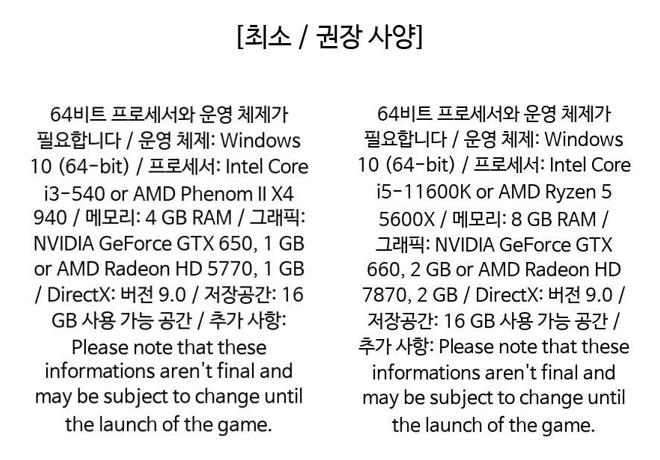 [최소 / 권장 사양]
64비트 프로세서와 운영 체제가
필요합니다 / 운영 체제: Windows
10 (64-bit) / 프로세서: Intel Core
i3-540 or AMD Phenom II X4
940 / 메모리: 4 GB RAM / 그래픽:
NVIDIA GeForce GTX 650, 1 GB
or AMD Radeon HD 5770, 1 GB
/ DirectX: 버전 9.0 / 저장공간: 16
GB 사용 가능 공간 / 추가 사항:
Please note that these
informations aren't final and
may be subject to change until
the launch of the game.
64비트 프로세서와 운영 체제가
필요합니다 / 운영 체제: Windows
10 (64-bit) / 프로세서: Intel Core
i5-11600K or AMD Ryzen 5
5600X / 메모리: 8 GB RAM /
그래픽: NVIDIA GeForce GTX
660, 2 GB or AMD Radeon HD
7870, 2 GB / DirectX: 버전 9.0 /
저장공간: 16 GB 사용 가능 공간 /
추가 사항: Please note that these
informations aren't final and
may be subject to change until
the launch of the game.